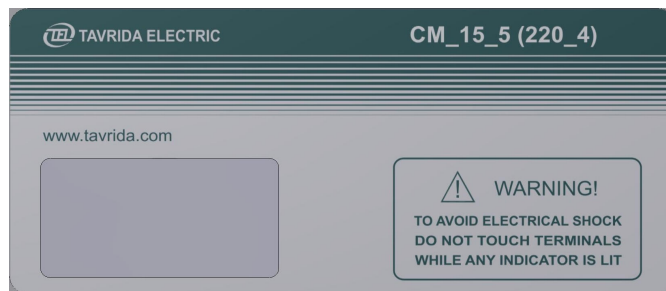 TEL TAVRIDA ELECTRIC
CM_15_5 (220_4)
www.tavrida.com
WARNING!
TO AVOID ELECTRICAL SHOCK
DO NOT TOUCH TERMINALS
WHILE ANY INDICATOR IS LIT